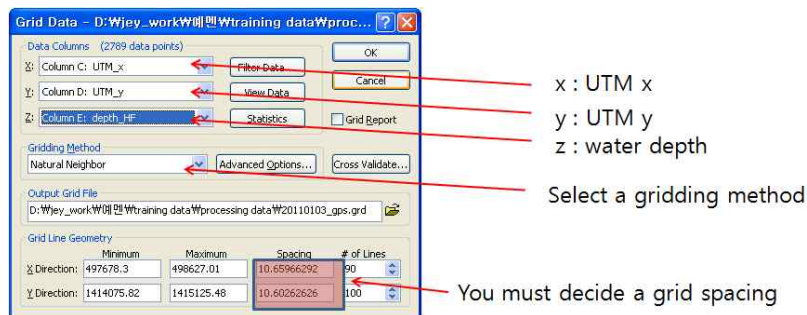 Grid Data - D:₩jey_work₩예멘₩training data₩proc...
Data Columns (2789 data points)
X: Column C: UTM_x
Filter Data...
OK
Y: Column D: UTM_y
View Data
Cancel
Z: Column E: depth_HF
Statistics
Grid Report
Gridding Method
Natural Neighbor
Advanced Options...
Cross Validate...
Output Grid File
D:₩jey_work₩예멘₩training data₩processing data₩20110103_gps.grd
Grid Line Geometry
Minimum Maximum Spacing # of Lines
X Direction: 497678.3 498627.01 10.65966292 90
Y Direction: 1414075.82 1415125.48 10.60262626 100
x : UTM x
y : UTM y
z : water depth
Select a gridding method
You must decide a grid spacing